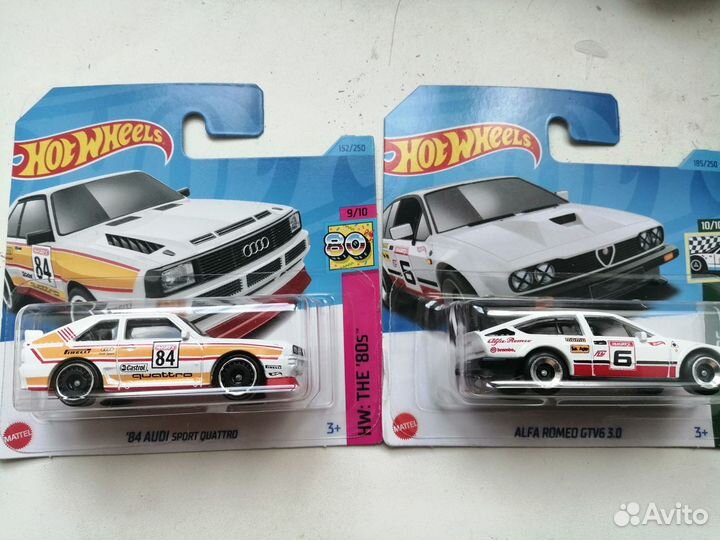 HOT WHEELS
152/250
9/10
80s
84
84
PIRELLI
Castrol
quattro
HW: THE '80s™
MATTEL
'84 AUDI SPORT QUATTRO
3+
HOT WHEELS
185/250
10/10
6
Alfa Romeo
brembo
6
MATTEL
ALFA ROMEO GTV6 3.0
3+
Avito